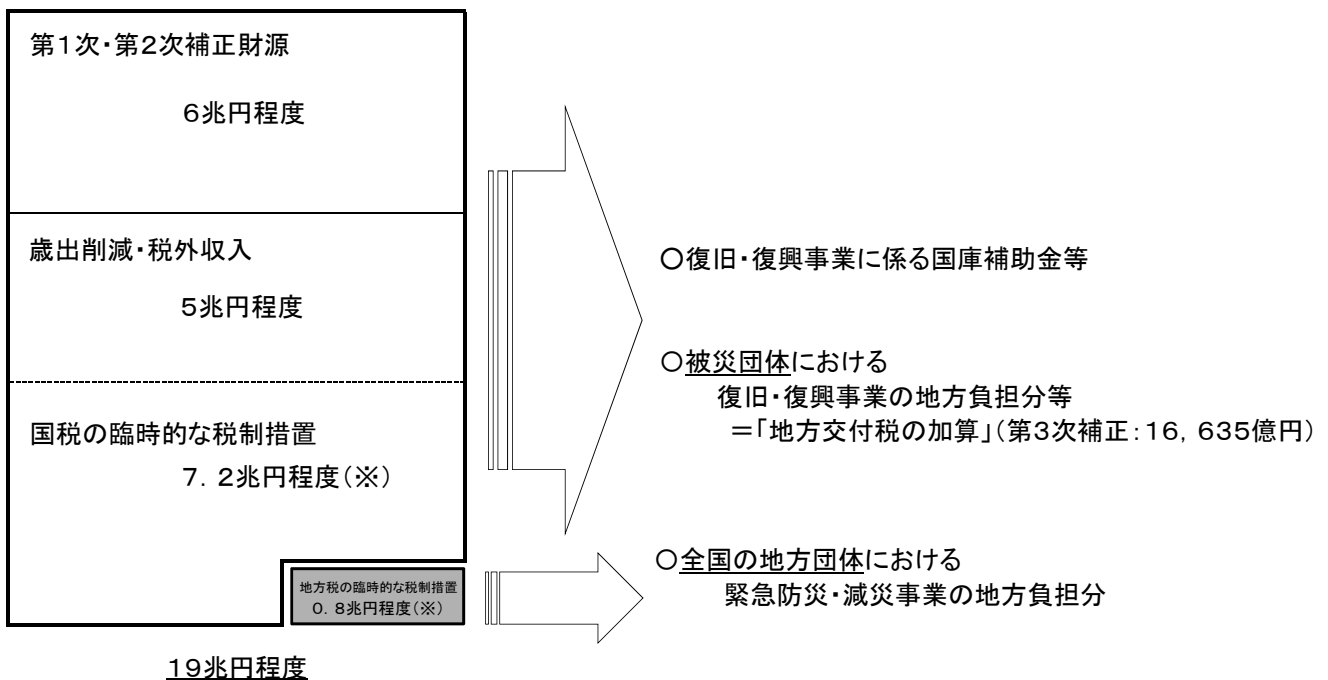 第1次・第2次補正財源
6兆円程度
歳出削減・税外収入
5兆円程度
国税の臨時的な税制措置
7．2兆円程度(※)
地方税の臨時的な税制措置
0．8兆円程度(※)
19兆円程度
○復旧・復興事業に係る国庫補助金等
○被災団体における
復旧・復興事業の地方負担分等
＝「地方交付税の加算」(第3次補正：16，635億円)
○全国の地方団体における
緊急防災・減災事業の地方負担分